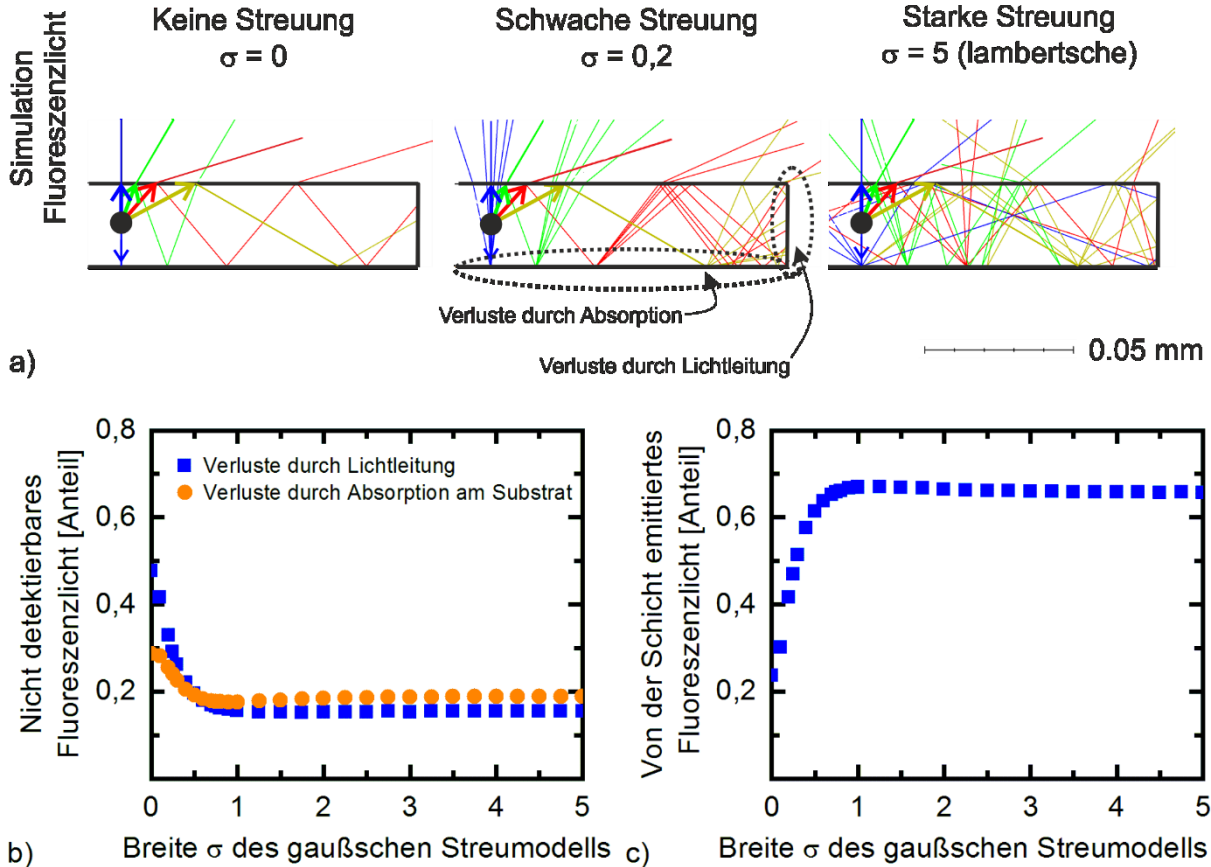 Keine Streuung
σ = 0
Schwache Streuung
σ = 0,2
Starke Streuung
σ = 5 (lambertsche)
Simulation
Fluoreszenzlicht
Verluste durch Absorption
Verluste durch Lichtleitung
0.05 mm
a)
0,8
0,6
0,4
0,2
Nicht detektierbares
Fluoreszenzlicht [Anteil]
Verluste durch Lichtleitung
Verluste durch Absorption am Substrat
0 1 2 3 4 5
b) Breite σ des gaußschen Streumodells
0,8
0,6
0,4
0,2
Von der Schicht emittiertes
Fluoreszenzlicht [Anteil]
0 1 2 3 4 5
c) Breite σ des gaußschen Streumodells